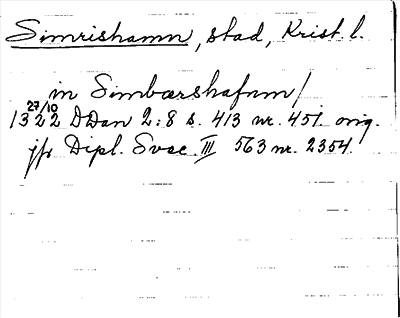 Simrishamn, stad, Krist. l.
in Simbærshafnm/
27/10
1322 DDan 2:8 s. 413 nr. 451 orig.
jfr Dipl. Svec. III 563 nr. 2354.